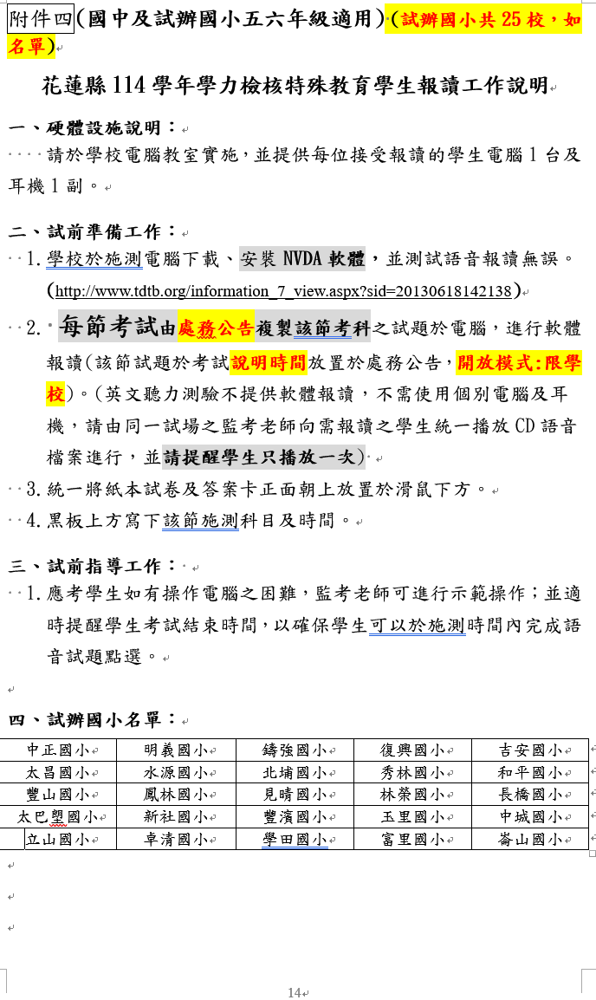 附件四(國中及試辦國小五六年級適用)(試辦國小共25校，如
名單)
花蓮縣114學年學力檢核特殊教育學生報讀工作說明
一、硬體設施說明：
請於學校電腦教室實施，並提供每位接受報讀的學生電腦1台及
耳機1副。
二、試前準備工作：
1.學校於施測電腦下載、安裝NVDA軟體，並測試語音報讀無誤。
(http://www.tdtb.org/information_7_view.aspx?sid=20130618142138)
2.每節考試由處務公告複製該節考科之試題於電腦，進行軟體
報讀(該節試題於考試說明時間放置於處務公告，開放模式:限學
校)。(英文聽力測驗不提供軟體報讀，不需使用個別電腦及耳
機，請由同一試場之監考老師向需報讀之學生統一播放CD語音
檔案進行，並請提醒學生只播放一次)
3.統一將紙本試卷及答案卡正面朝上放置於滑鼠下方。
4.黑板上方寫下該節施測科目及時間。
三、試前指導工作：
1.應考學生如有操作電腦之困難，監考老師可進行示範操作；並適
時提醒學生考試結束時間，以確保學生可以於施測時間內完成語
音試題點選。
四、試辦國小名單：
中正國小 明義國小 鑄強國小 復興國小 吉安國小
太昌國小 水源國小 北埔國小 秀林國小 和平國小
豐山國小 鳳林國小 見晴國小 林榮國小 長橋國小
太巴塱國小 新社國小 豐濱國小 玉里國小 中城國小
立山國小 卓清國小 學田國小 富里國小 崙山國小
14